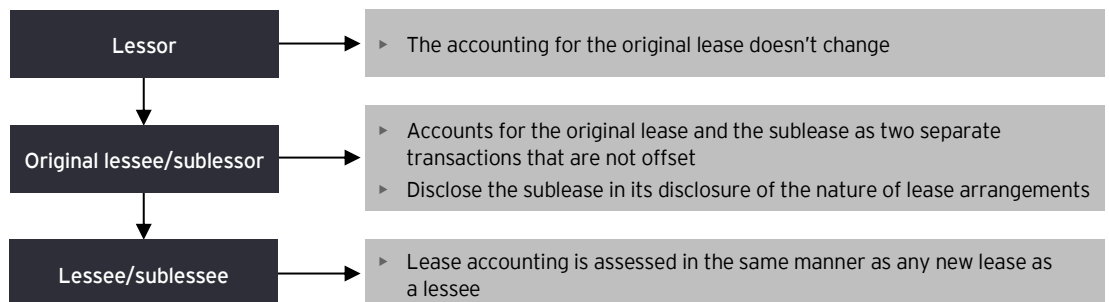 Lessor
▸ The accounting for the original lease doesn't change
Original lessee/sublessor
▸ Accounts for the original lease and the sublease as two separate
transactions that are not offset
▸ Disclose the sublease in its disclosure of the nature of lease arrangements
Lessee/sublessee
▸ Lease accounting is assessed in the same manner as any new lease as
a lessee